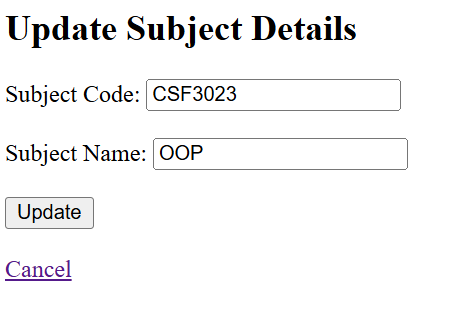 Update Subject Details
Subject Code: CSF3023
Subject Name: OOP
Update
Cancel